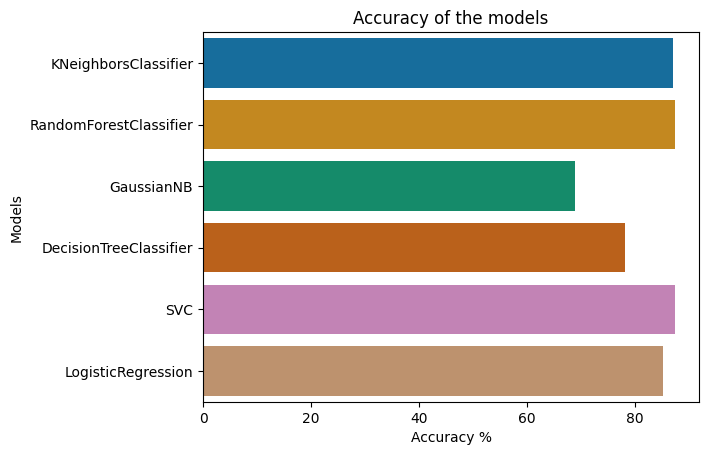 Accuracy of the models
Models
KNeighborsClassifier
RandomForestClassifier
GaussianNB
DecisionTreeClassifier
SVC
LogisticRegression
0 20 40 60 80
Accuracy %